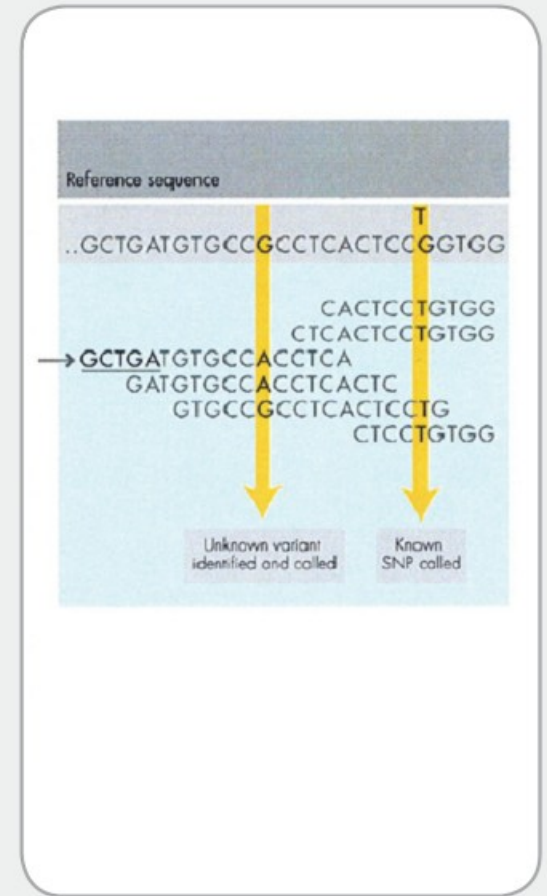 Reference sequence
T
..GCTGATGTGCCGCCTCACTCCGGTGG
CACTCCTGTGG
CTCACTCCTGTGG
GCTGATGTGCCACCTCA
GATGTGCCACCTCACTC
GTGCCGCCTCACTCCTG
CTCCTGTGG
Unknown variant
identified and called
Known
SNP called